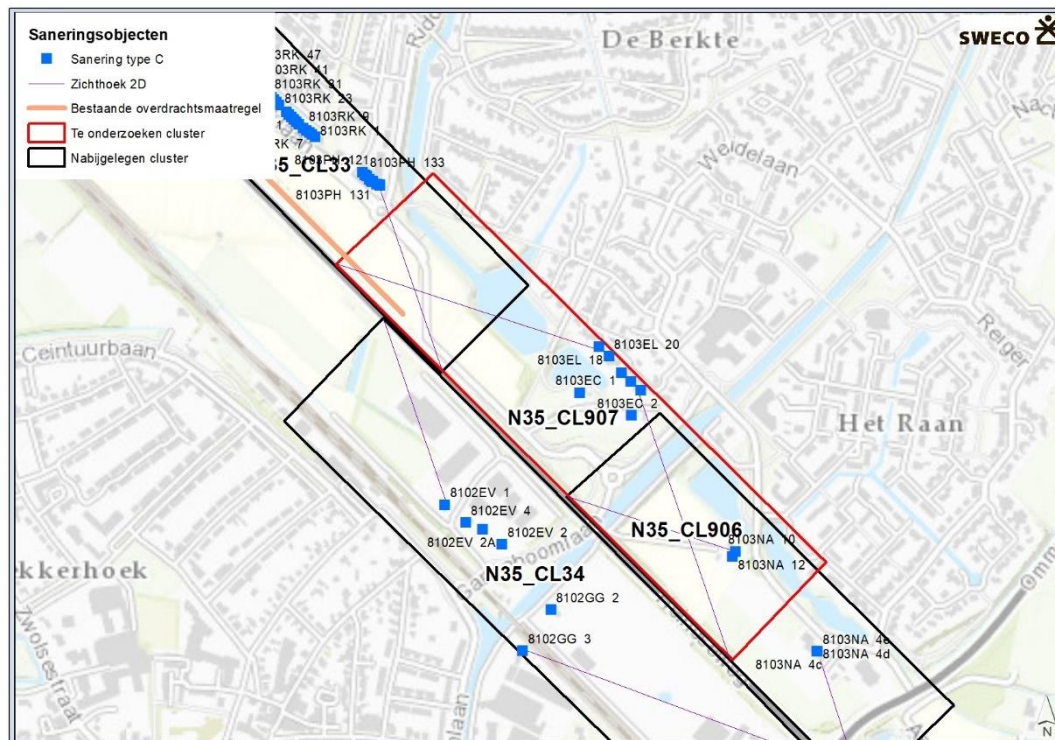 Saneringsobjecten
Sanering type C
Zichthoek 2D
Bestaande overdrachtsmaatregel
Te onderzoeken cluster
Nabijgelegen cluster
SWECO
De Berkte
8103RK 23
8103RK 9
8103PH 133
8103PH 131
Weidelaan
Reiger
Ceintuurbaan
8103EL 20
8103EL 18
8103EC 1
8103EC 2
N35_CL907
Het Raan
8102EV 1
8102EV 4
8102EV 2A
8102EV 2
N35_CL906
8103NA 10
8103NA 12
N35_CL34
ekkerhoek
Zwolsestraat
8102GG 2
8102GG 3
8103NA 4d
8103NA 4c
N